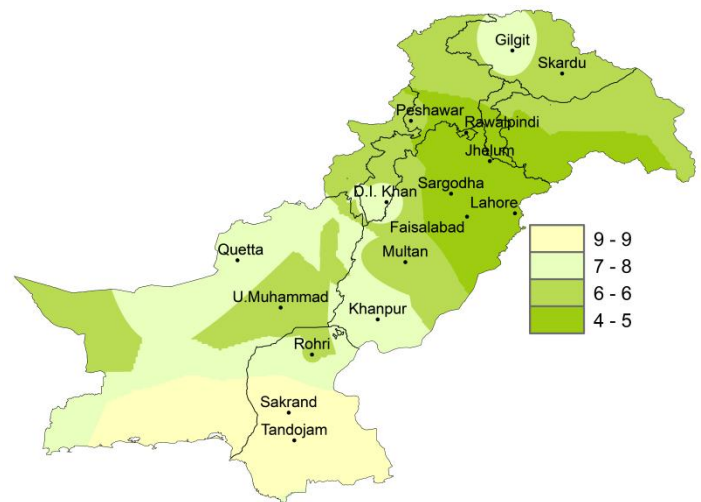 Gilgit
Skardu
Peshawar
Rawalpindi
Jhelum
D.I. Khan
Sargodha
Lahore
Faisalabad
Quetta
Multan
U.Muhammad
Khanpur
Rohri
Sakrand
Tandojam
9 - 9
7 - 8
6 - 6
4 - 5